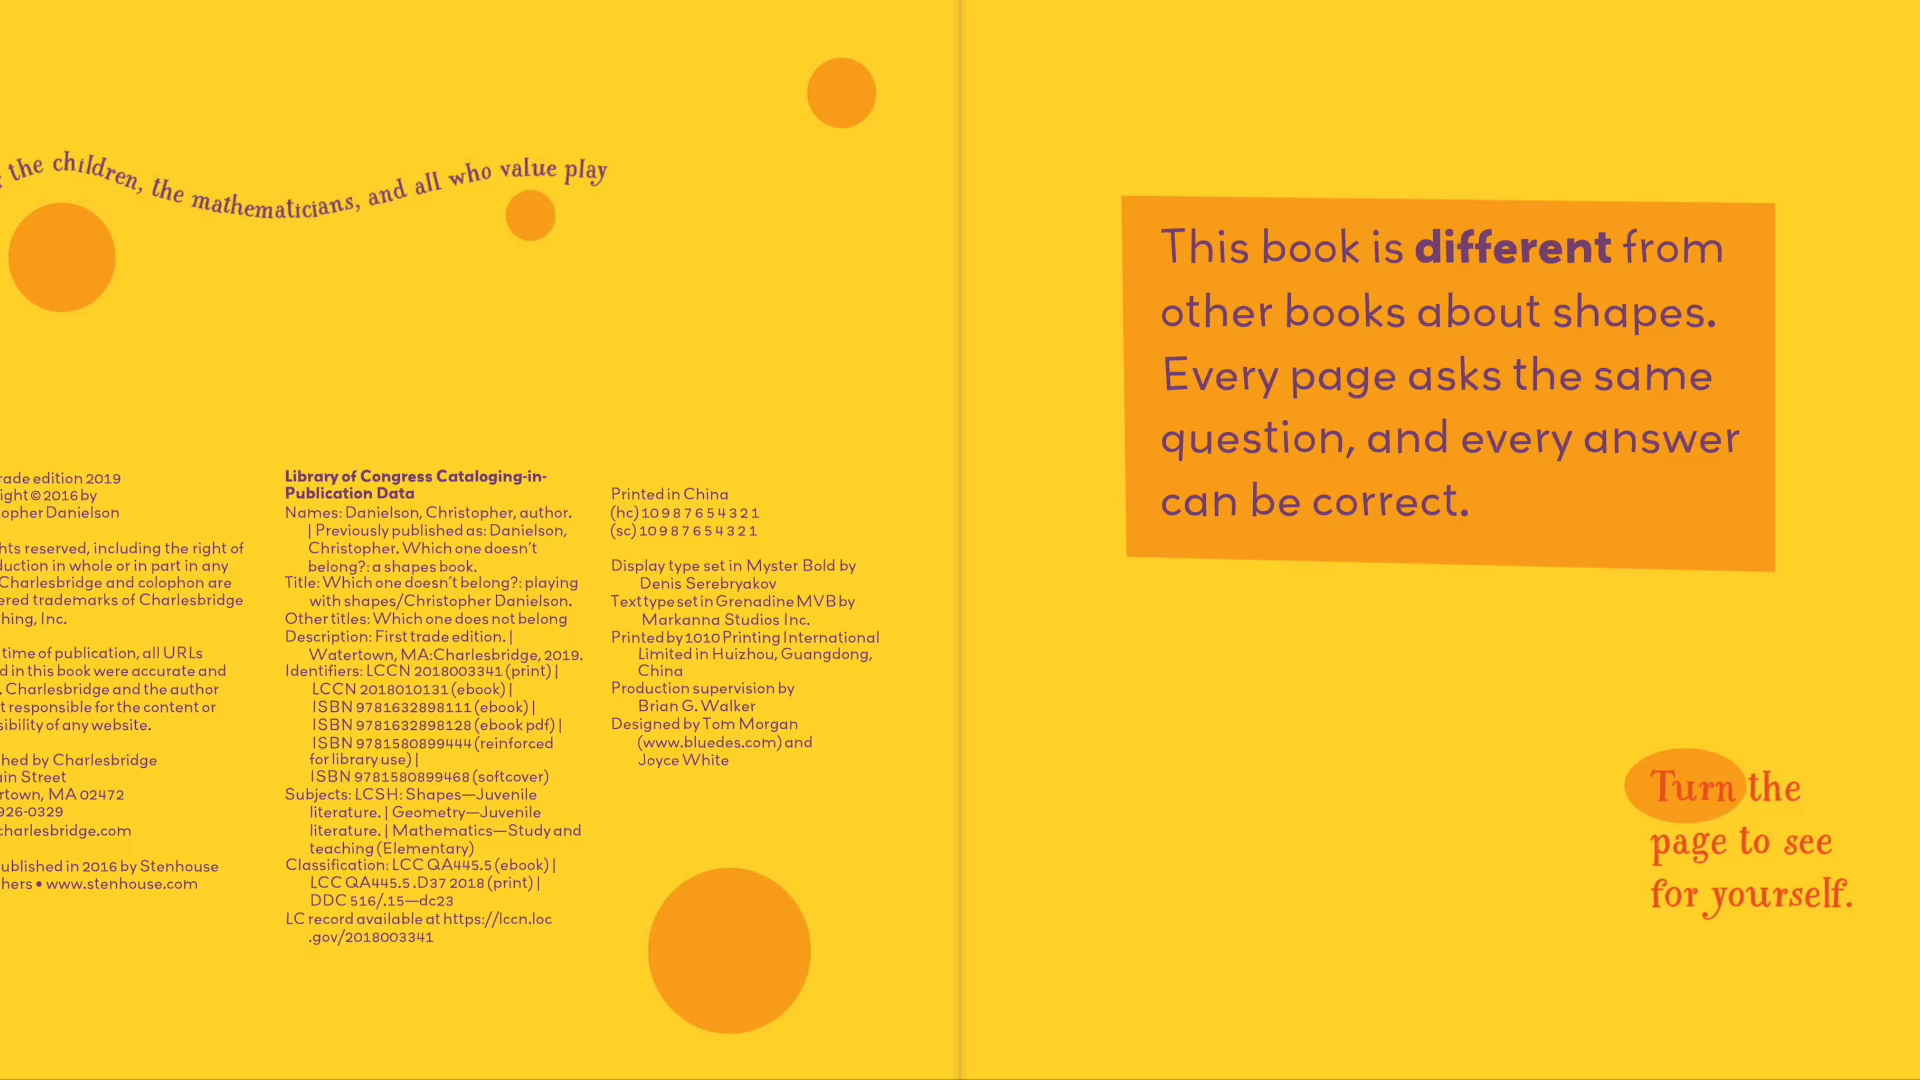 the children, the mathematicians, and all who value play
rade edition 2019
ight © 2016 by
opher Danielson
hts reserved, including the right of
duction in whole or in part in any
Charlesbridge and colophon are
ered trademarks of Charlesbridge
hing, Inc.
time of publication, all URLs
d in this book were accurate and
. Charlesbridge and the author
t responsible for the content or
sibility of any website.
hed by Charlesbridge
ain Street
rtown, MA 02472
926-0329
charlesbridge.com
ublished in 2016 by Stenhouse
hers • www.stenhouse.com
Library of Congress Cataloging-in-
Publication Data
Names: Danielson, Christopher, author.
| Previously published as: Danielson,
Christopher. Which one doesn't
belong?: a shapes book.
Title: Which one doesn't belong?: playing
with shapes/Christopher Danielson.
Other titles: Which one does not belong
Description: First trade edition. |
Watertown, MA:Charlesbridge, 2019.
Identifiers: LCCN 2018003341 (print) |
LCCN 2018010131 (ebook) |
ISBN 9781632898111 (ebook) |
ISBN 9781632898128 (ebook pdf) |
ISBN 9781580899444 (reinforced
for library use) |
ISBN 9781580899468 (softcover)
Subjects: LCSH: Shapes—Juvenile
literature. | Geometry—Juvenile
literature. | Mathematics—Study and
teaching (Elementary)
Classification: LCC QA445.5 (ebook) |
LCC QA445.5 .D37 2018 (print) |
DDC 516/.15—dc23
LC record available at https://lccn.loc
.gov/2018003341
Printed in China
(hc) 10 9 8 7 6 5 4 3 2 1
(sc) 10 9 8 7 6 5 4 3 2 1
Display type set in Myster Bold by
Denis Serebryakov
Text type set in Grenadine MVB by
Markanna Studios Inc.
Printed by 1010 Printing International
Limited in Huizhou, Guangdong,
China
Production supervision by
Brian G. Walker
Designed by Tom Morgan
(www.bluedes.com) and
Joyce White
This book is different from
other books about shapes.
Every page asks the same
question, and every answer
can be correct.
Turn the
page to see
for yourself.